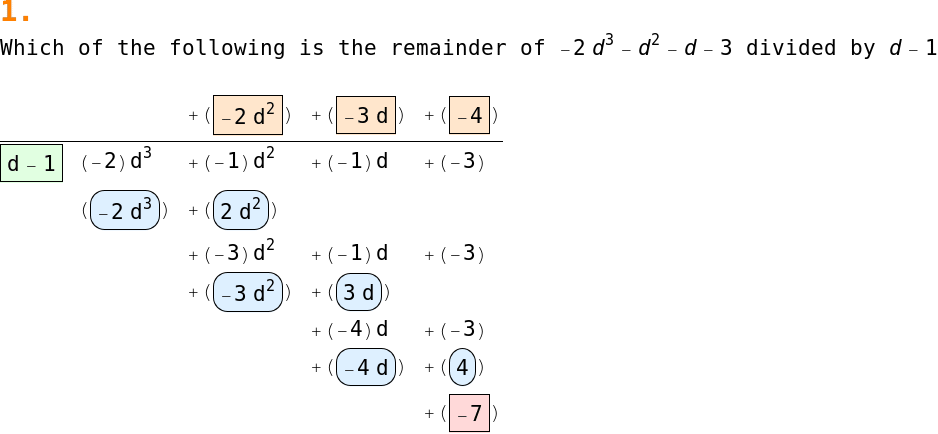 1.
Which of the following is the remainder of −2 d³ − d² − d − 3 divided by d − 1
+ ( −2 d² ) + ( −3 d ) + ( −4 )
d − 1 (−2) d³ + (−1) d² + (−1) d + (−3)
( −2 d³ ) + ( 2 d² )
+ (−3) d² + (−1) d + (−3)
+ ( −3 d² ) + ( 3 d )
+ (−4) d + (−3)
+ ( −4 d ) + ( 4 )
+ ( −7 )